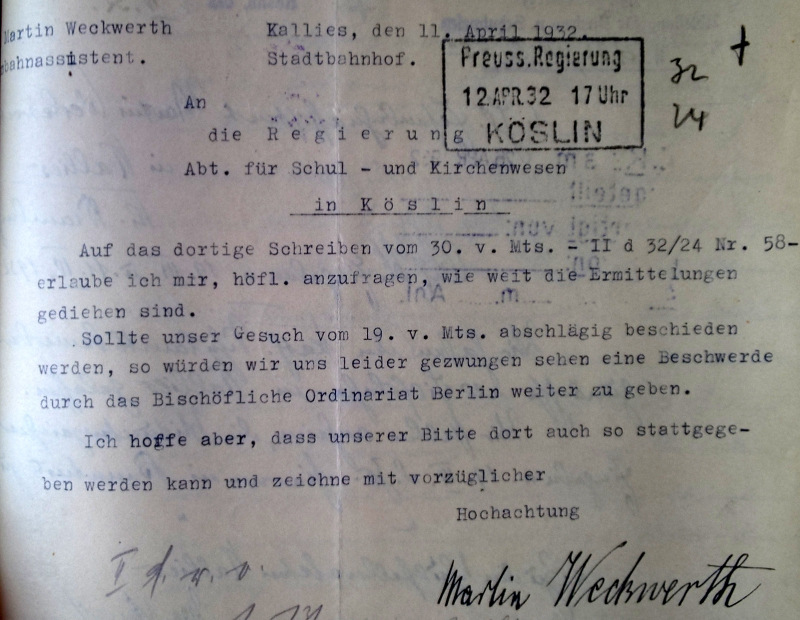 Martin Weckwerth
bahnassistent.
Kallies, den 11. April 1932.
Stadtbahnhof.
Preuss. Regierung
12.APR.32 17 Uhr
KÖSLIN
32
24
An
die Regierung
Abt. für Schul - und Kirchenwesen
in Köslin
Auf das dortige Schreiben vom 30. v. Mts. - II d 32/24 Nr. 58-
erlaube ich mir, höfl. anzufragen, wie weit die Ermittelungen
gediehen sind.
Sollte unser Gesuch vom 19. v. Mts. abschlägig beschieden
werden, so würden wir uns leider gezwungen sehen eine Beschwerde
durch das Bischöfliche Ordinariat Berlin weiter zu geben.
Ich hoffe aber, dass unserer Bitte dort auch so stattgege-
ben werden kann und zeichne mit vorzüglicher
Hochachtung
Martin Weckwerth